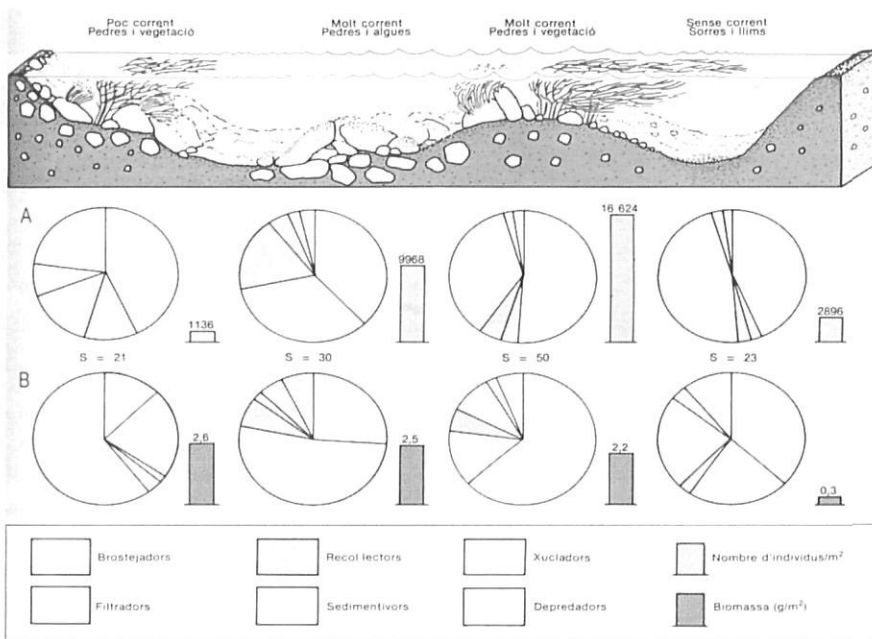 Poc corrent
Pedres i vegetació
Molt corrent
Pedres i algues
Molt corrent
Pedres i vegetació
Sense corrent
Sorres i llims
A
1136
9968
16 624
2896
S = 21
S = 30
S = 50
S = 23
B
2,6
2,5
2,2
0,3
Brostejadors
Recol lectors
Xucladors
Nombre d'individus/m²
Filtradors
Sedimentívors
Depredadors
Biomassa (g/m²)